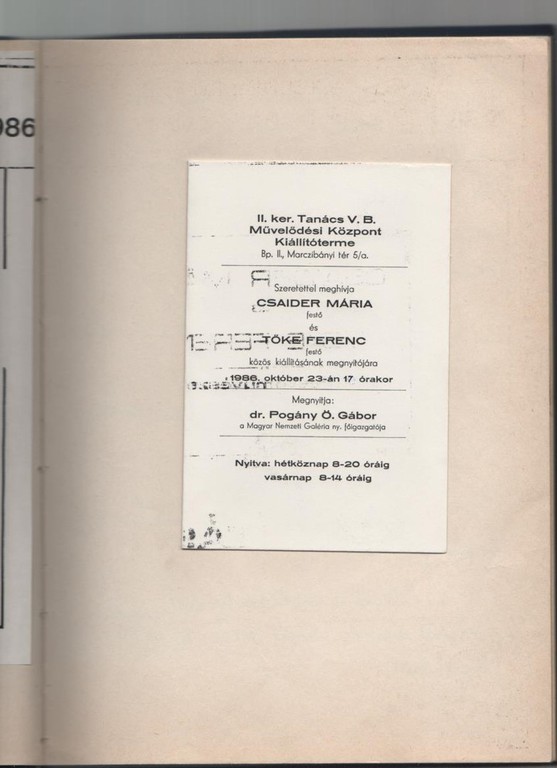 986
II. ker. Tanács V. B.
Művelődési Központ
Kiállítóterme
Bp. II., Marczibányi tér 5/a.
Szeretettel meghívja
CSAIDER MÁRIA
festő
és
TŐKE FERENC
festő
közös kiállításának megnyitójára
1986. október 23-án 17 órakor
Megnyitja:
dr. Pogány Ö. Gábor
a Magyar Nemzeti Galéria ny. főigazgatója
Nyitva: hétköznap 8-20 óráig
vasárnap 8-14 óráig